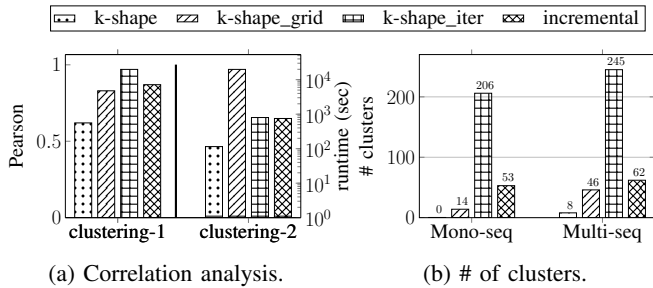 k-shape k-shape_grid k-shape_iter incremental
1
0.5
0
Pearson
clustering-1 clustering-2
10^4
10^3
10^2
10^1
10^0
runtime (sec)
(a) Correlation analysis.
# clusters
200
100
0
0 14 206 53
8 46 245 62
Mono-seq Multi-seq
(b) # of clusters.